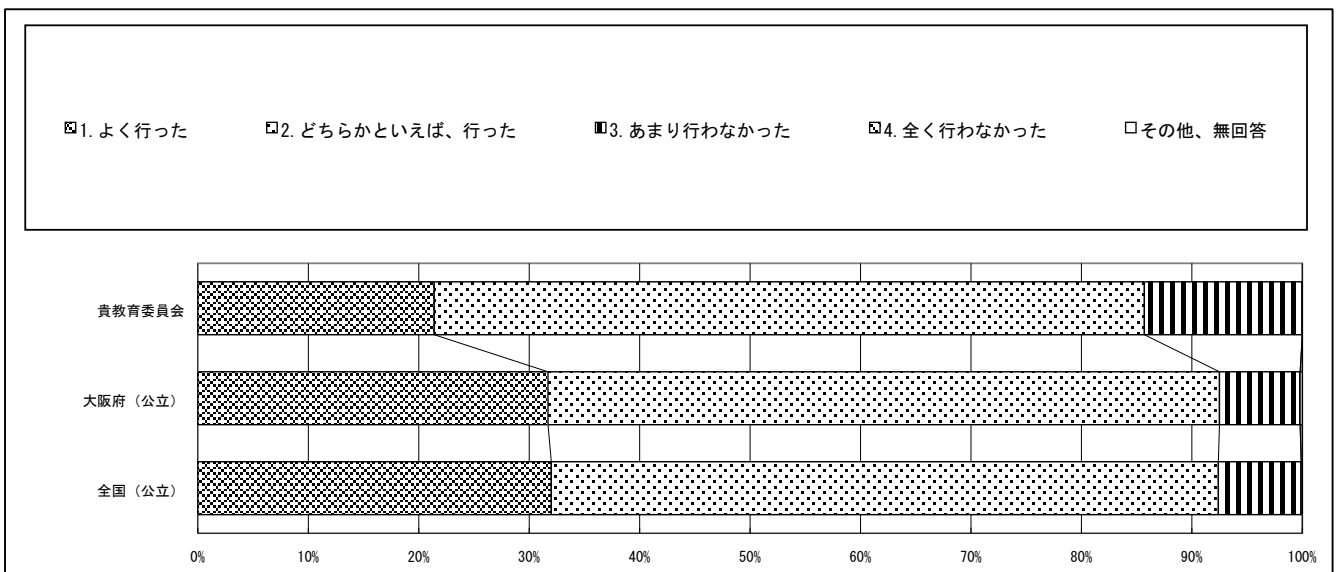 1. よく行った 2. どちらかといえば、行った 3. あまり行わなかった 4. 全く行わなかった その他、無回答
貴教育委員会
大阪府（公立）
全国（公立）
0% 10% 20% 30% 40% 50% 60% 70% 80% 90% 100%